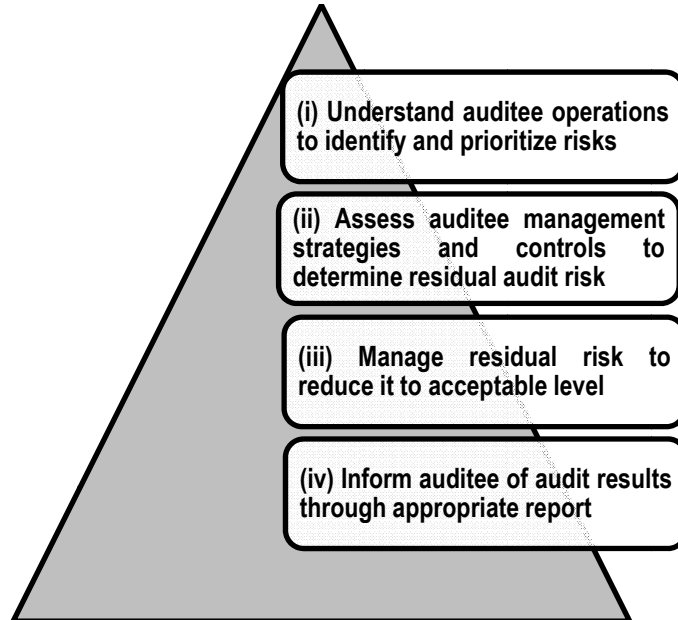 (i) Understand auditee operations
to identify and prioritize risks
(ii) Assess auditee management
strategies and controls to
determine residual audit risk
(iii) Manage residual risk to
reduce it to acceptable level
(iv) Inform auditee of audit results
through appropriate report